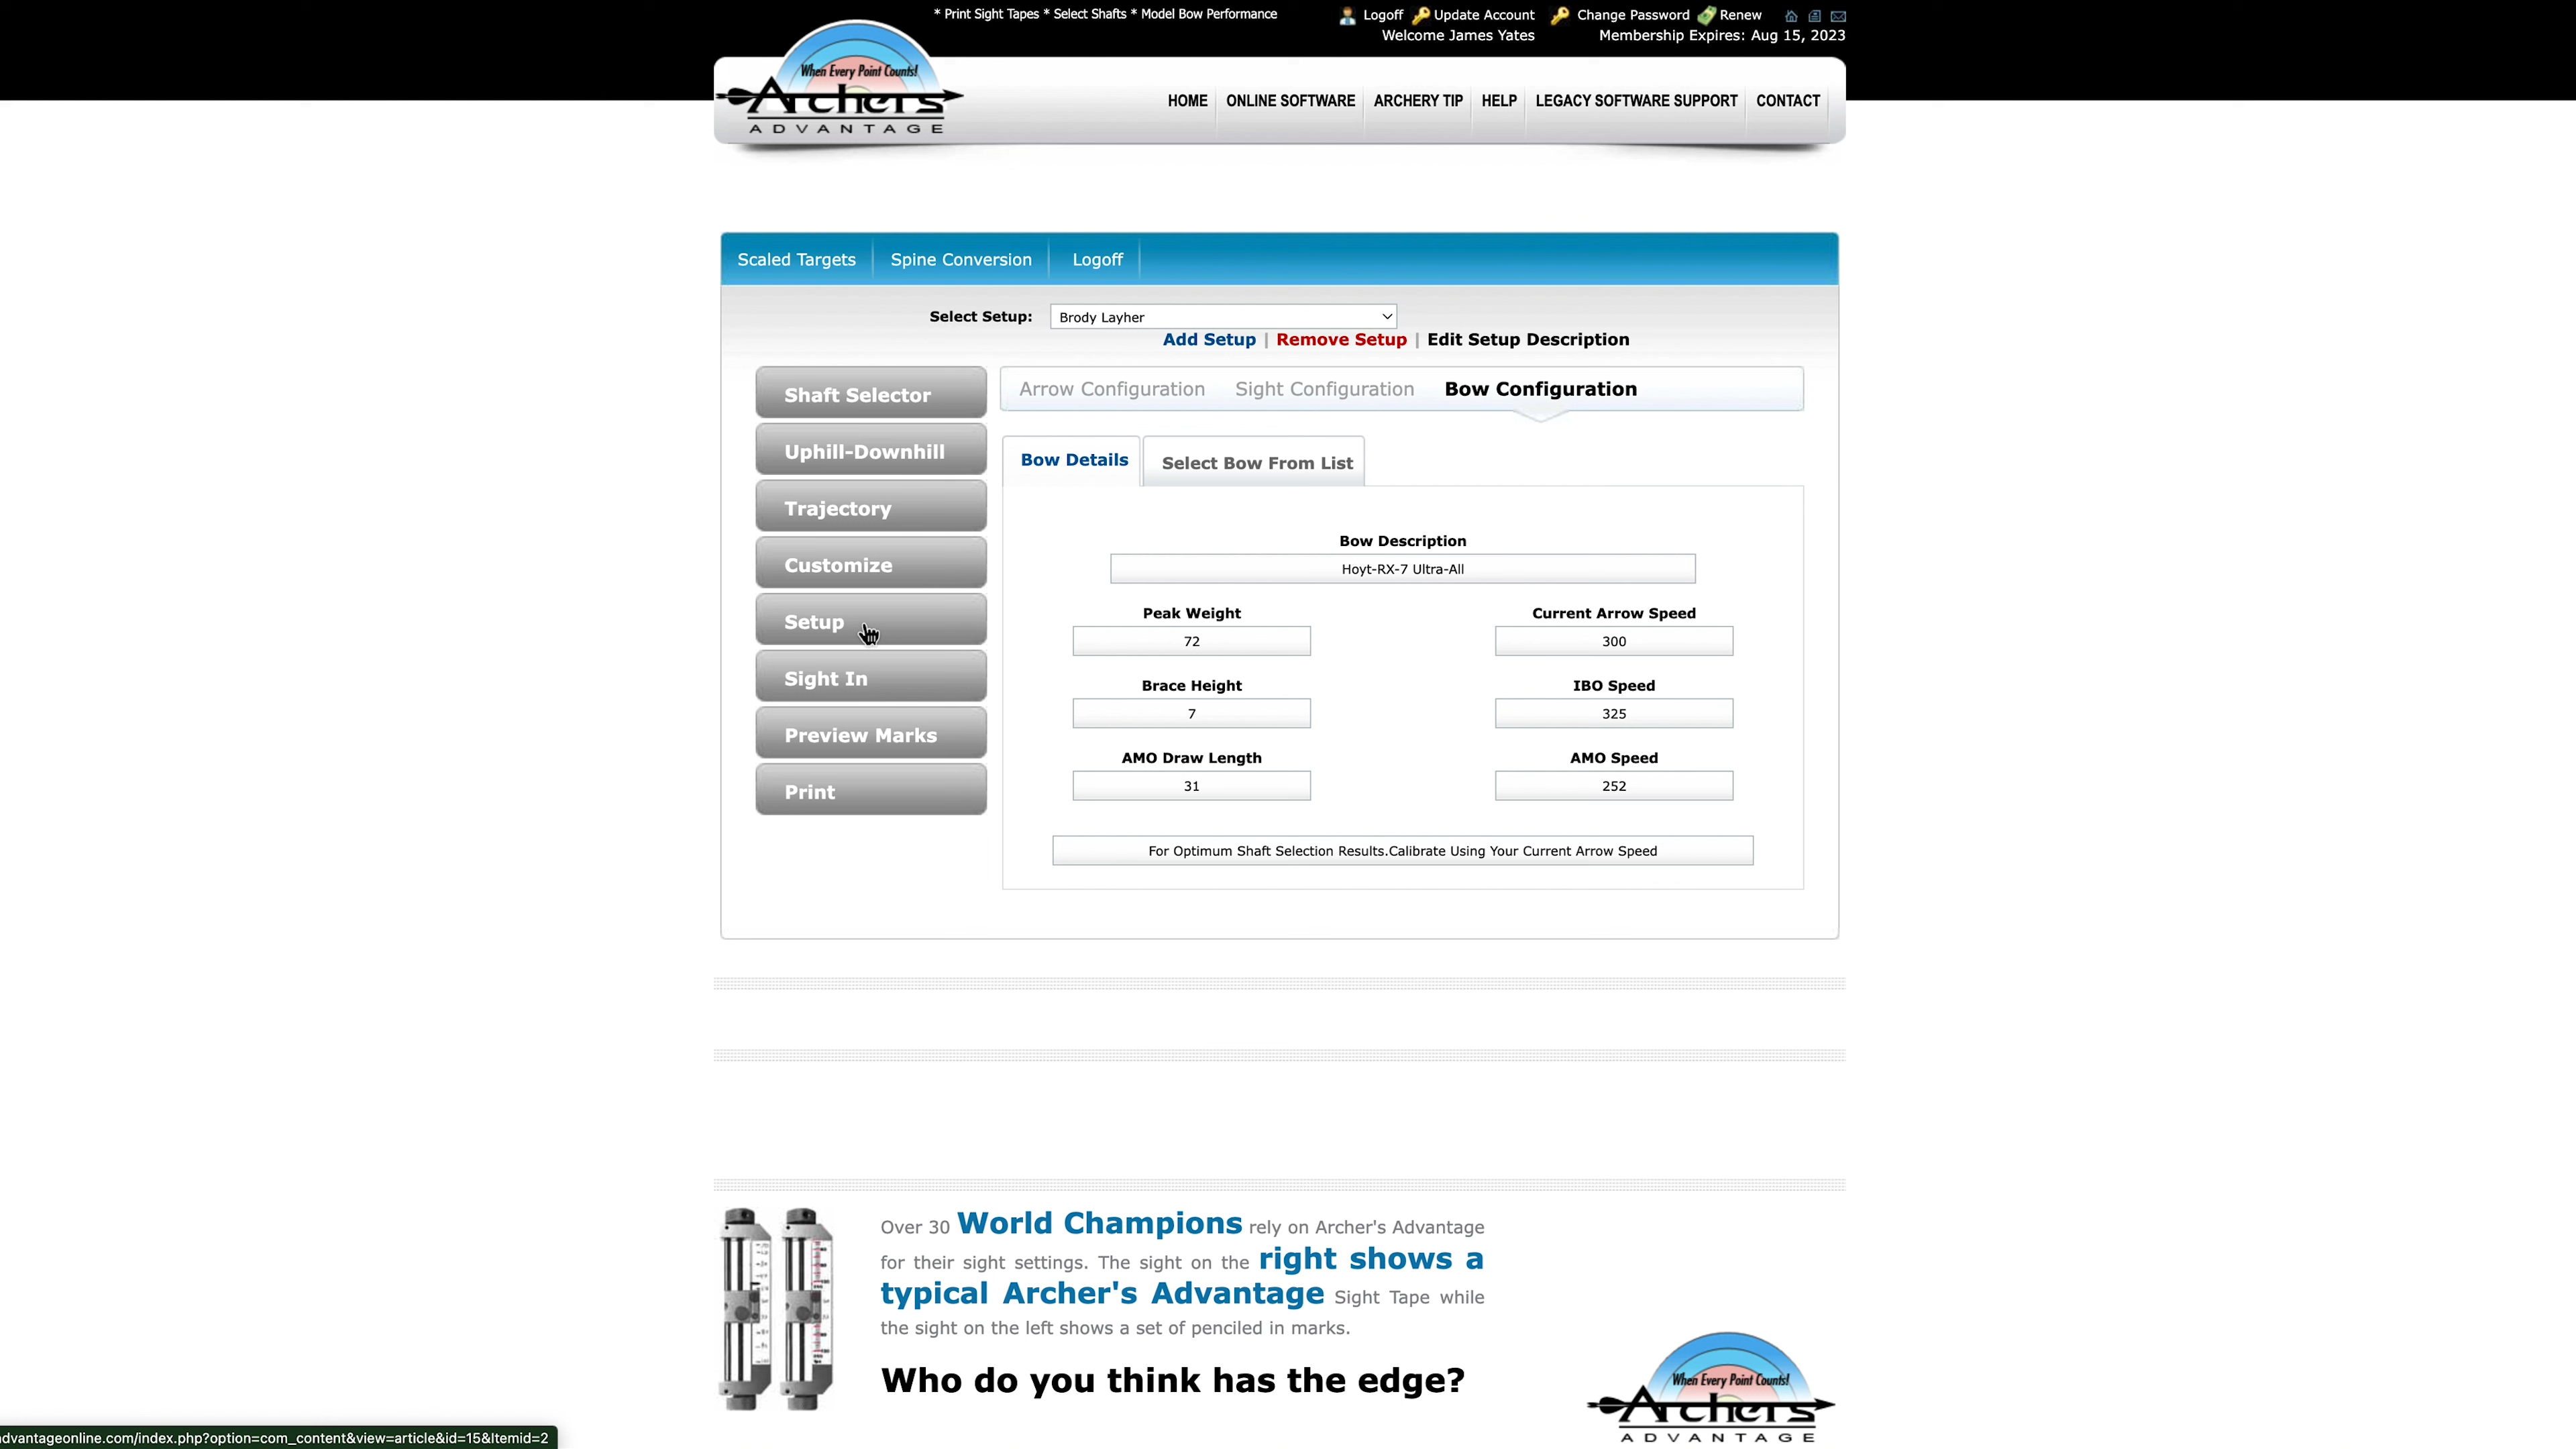 * Print Sight Tapes * Select Shafts * Model Bow Performance
Logoff Update Account Change Password Renew
Welcome James Yates Membership Expires: Aug 15, 2023
When Every Point Counts!
Archer's
ADVANTAGE
HOME ONLINE SOFTWARE ARCHERY TIP HELP LEGACY SOFTWARE SUPPORT CONTACT
Scaled Targets Spine Conversion Logoff
Select Setup: Brody Layher
Add Setup | Remove Setup | Edit Setup Description
Shaft Selector
Uphill-Downhill
Trajectory
Customize
Setup
Sight In
Preview Marks
Print
Arrow Configuration Sight Configuration Bow Configuration
Bow Details Select Bow From List
Bow Description
Hoyt-RX-7 Ultra-All
Peak Weight Current Arrow Speed
72 300
Brace Height IBO Speed
7 325
AMO Draw Length AMO Speed
31 252
For Optimum Shaft Selection Results.Calibrate Using Your Current Arrow Speed
Over 30 World Champions rely on Archer's Advantage
for their sight settings. The sight on the right shows a
typical Archer's Advantage Sight Tape while
the sight on the left shows a set of penciled in marks.
Who do you think has the edge?
When Every Point Counts!
Archer's
ADVANTAGE
dvantageonline.com/index.php?option=com_content&view=article&id=15&Itemid=2